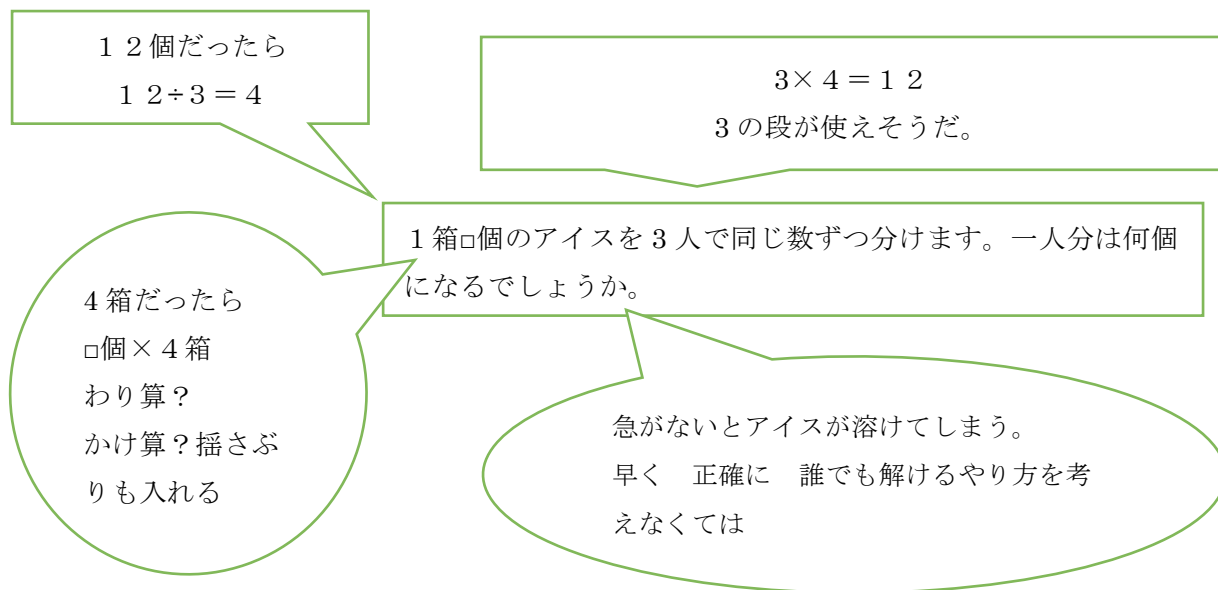 １２個だったら
１２÷３＝４
3×４＝１２
３の段が使えそうだ。
１箱□個のアイスを３人で同じ数ずつ分けます。一人分は何個
になるでしょうか。
4箱だったら
□個×４箱
わり算？
かけ算？揺さぶ
りも入れる
急がないとアイスが溶けてしまう。
早く　正確に　誰でも解けるやり方を考
えなくては